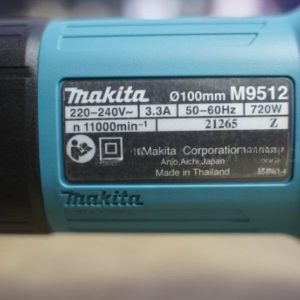 makita Ø100mm M9512
220-240V~ 3.3A 50-60Hz 720W
n 11000min⁻¹ 21265 Z
Makita Corporation
Anjo, Aichi, Japan
Made in Thailand
makita